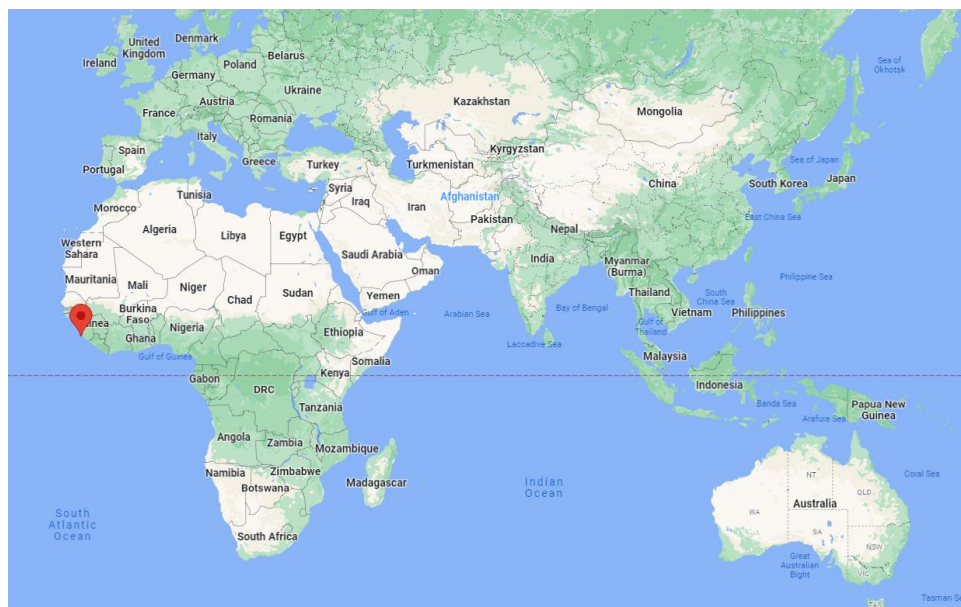 Denmark
United
Kingdom
Ireland
Belarus
Poland
Germany
Ukraine
Austria
France
Romania
Italy
Spain
Portugal
Greece
Turkey
Kazakhstan
Mongolia
Kyrgyzstan
Turkmenistan
Sea of
Okhotsk
Sea of Japan
Japan
South Korea
China
East China Sea
Tunisia
Morocco
Syria
Iraq
Iran
Afghanistan
Pakistan
Nepal
Algeria
Libya
Egypt
Western
Sahara
Saudi Arabia
Oman
India
Myanmar
(Burma)
Mauritania
Mali
Niger
Chad
Sudan
Yemen
Gulf of Aden
Arabian Sea
Bay of Bengal
Thailand
Vietnam
South
China Sea
Philippine Sea
Philippines
Burkina
Faso
Ghana
Nigeria
Ethiopia
Somalia
Gulf of Guinea
Laccadive Sea
Gulf of
Thailand
Malaysia
Gabon
DRC
Kenya
Indonesia
Tanzania
Banda Sea
Papua New
Guinea
Arafura Sea
Angola
Zambia
Mozambique
Namibia
Zimbabwe
Botswana
Madagascar
Indian
Ocean
South
Atlantic
Ocean
South Africa
Coral Sea
NT
QLD
WA
Australia
SA
NSW
VIC
Great
Australian
Bight